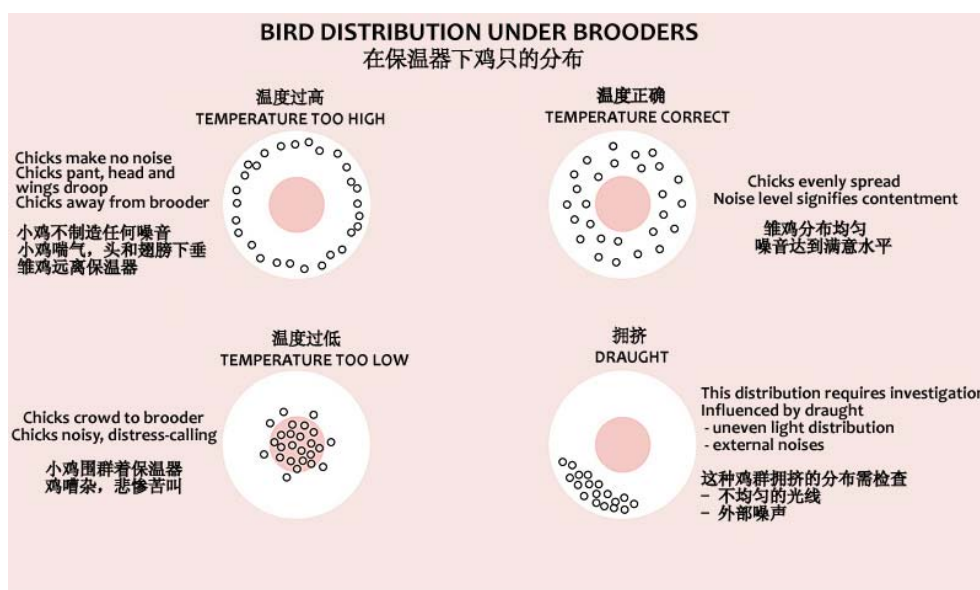 BIRD DISTRIBUTION UNDER BROODERS
在保温器下鸡只的分布
温度过高
TEMPERATURE TOO HIGH
Chicks make no noise
Chicks pant, head and
wings droop
Chicks away from brooder
小鸡不制造任何噪音
小鸡喘气，头和翅膀下垂
雏鸡远离保温器
温度正确
TEMPERATURE CORRECT
Chicks evenly spread
Noise level signifies contentment
雏鸡分布均匀
噪音达到满意水平
温度过低
TEMPERATURE TOO LOW
Chicks crowd to brooder
Chicks noisy, distress-calling
小鸡围群着保温器
鸡嘈杂，悲惨苦叫
拥挤
DRAUGHT
This distribution requires investigation
Influenced by draught
- uneven light distribution
- external noises
这种鸡群拥挤的分布需检查
- 不均匀的光线
- 外部噪声